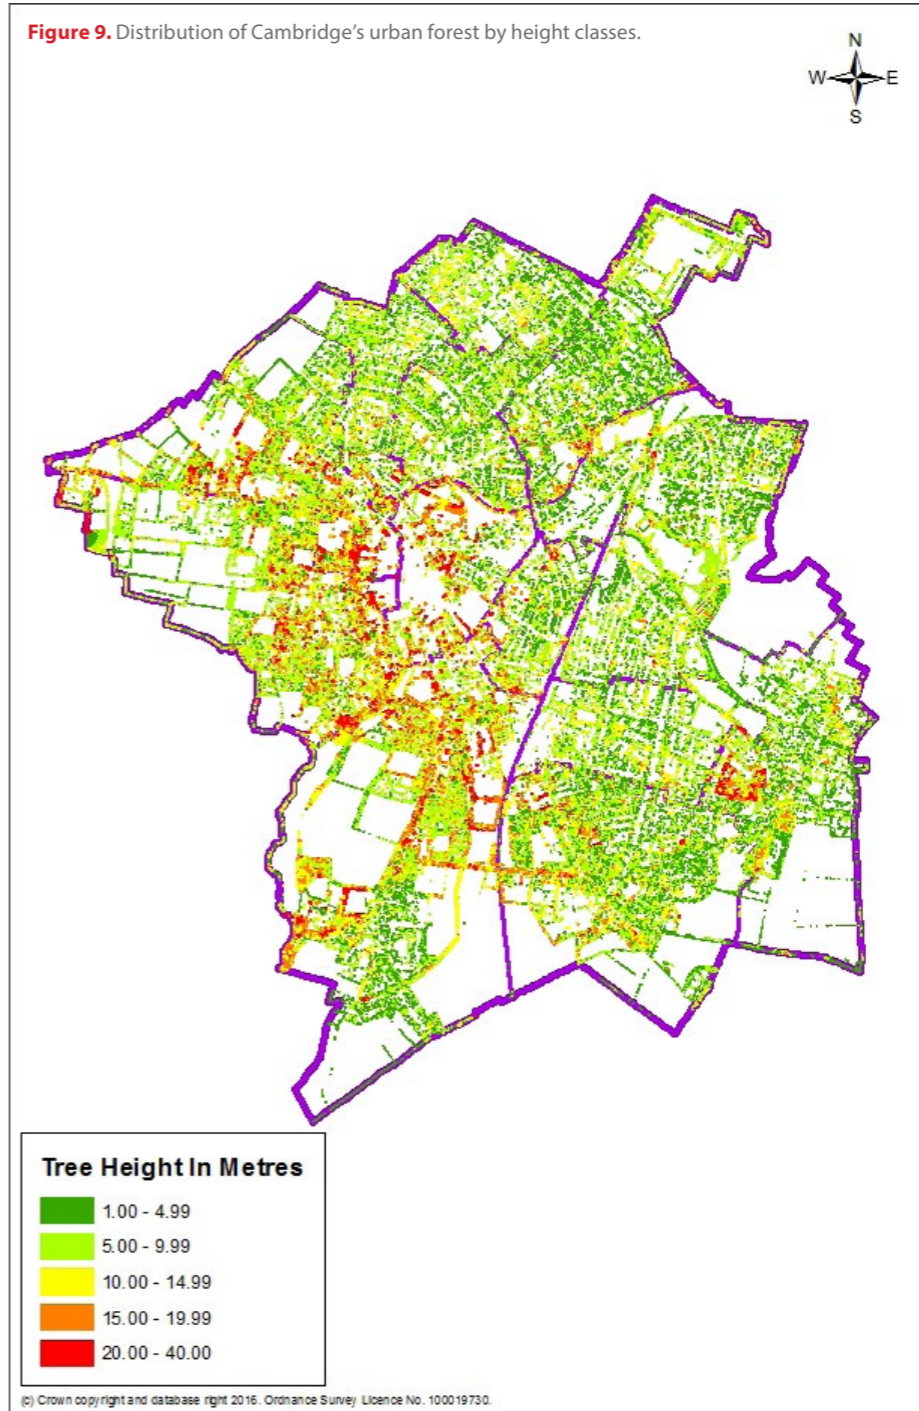 Figure 9. Distribution of Cambridge's urban forest by height classes.
N
W E
S
Tree Height In Metres
1.00 - 4.99
5.00 - 9.99
10.00 - 14.99
15.00 - 19.99
20.00 - 40.00
(c) Crown copyright and database right 2016. Ordnance Survey Licence No. 100019730.